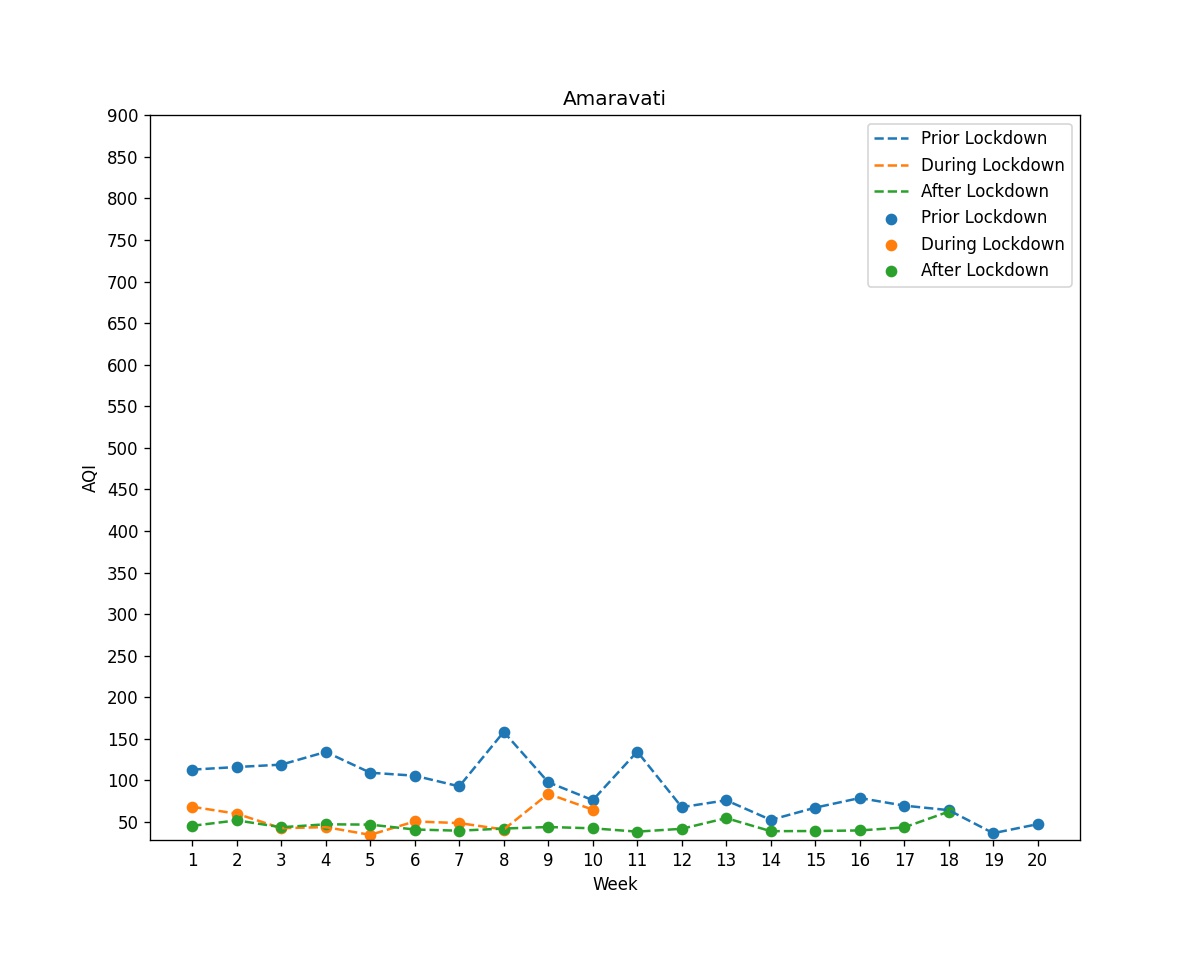 Amaravati
900
850
800
750
700
650
600
550
500
450
400
350
300
250
200
150
100
50
AQI
Prior Lockdown
During Lockdown
After Lockdown
Prior Lockdown
During Lockdown
After Lockdown
1 2 3 4 5 6 7 8 9 10 11 12 13 14 15 16 17 18 19 20
Week